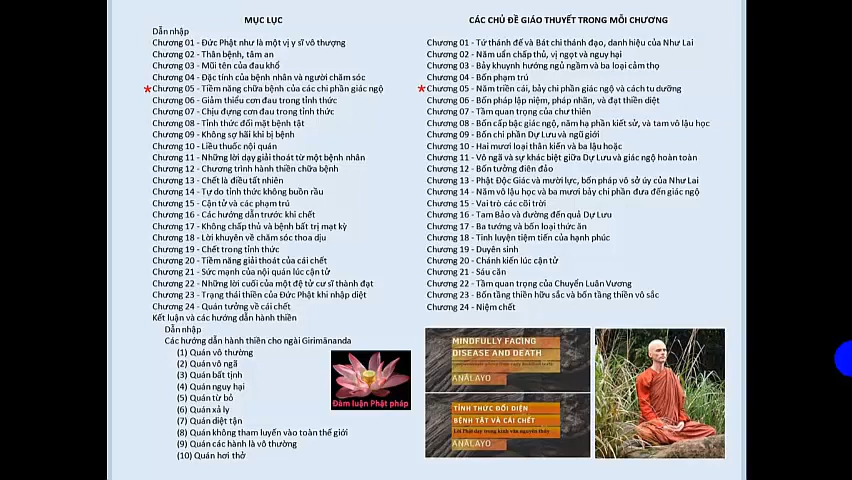 MỤC LỤC
Dẫn nhập
Chương 01 - Đức Phật như là một vị y sĩ vô thượng
Chương 02 - Thân bệnh, tâm an
Chương 03 - Mũi tên của đau khổ
Chương 04 - Đặc tính của bệnh nhân và người chăm sóc
* Chương 05 - Tiềm năng chữa bệnh của các chi phần giác ngộ
Chương 06 - Giảm thiểu cơn đau trong tỉnh thức
Chương 07 - Chịu đựng cơn đau trong tỉnh thức
Chương 08 - Tỉnh thức đối mặt bệnh tật
Chương 09 - Không sợ hãi khi bị bệnh
Chương 10 - Liều thuốc nội quán
Chương 11 - Những lời dạy giải thoát từ một bệnh nhân
Chương 12 - Chương trình hành thiền chữa bệnh
Chương 13 - Chết là điều tất nhiên
Chương 14 - Tự do tỉnh thức không buồn rầu
Chương 15 - Cận tử và các phạm trú
Chương 16 - Các hướng dẫn trước khi chết
Chương 17 - Không chấp thủ và bệnh bất trị mạt kỳ
Chương 18 - Lời khuyên về chăm sóc thoa dịu
Chương 19 - Chết trong tỉnh thức
Chương 20 - Tiềm năng giải thoát của cái chết
Chương 21 - Sức mạnh của nội quán lúc cận tử
Chương 22 - Những lời cuối của một đệ tử cư sĩ thành đạt
Chương 23 - Trạng thái thiền của Đức Phật khi nhập diệt
Chương 24 - Quán tưởng về cái chết
Kết luận và các hướng dẫn hành thiền
Dẫn nhập
Các hướng dẫn hành thiền cho ngài Girimānanda
(1) Quán vô thường
(2) Quán vô ngã
(3) Quán bất tịnh
(4) Quán nguy hại
(5) Quán từ bỏ
(6) Quán xả ly
(7) Quán diệt tận
(8) Quán không tham luyến vào toàn thế giới
(9) Quán các hành là vô thường
(10) Quán hơi thở
Đàm luận Phật pháp
CÁC CHỦ ĐỀ GIÁO THUYẾT TRONG MỖI CHƯƠNG
Chương 01 - Tứ thánh đế và Bát chi thánh đạo, danh hiệu của Như Lai
Chương 02 - Năm uẩn chấp thủ, vị ngọt và nguy hại
Chương 03 - Bảy khuynh hướng ngủ ngầm và ba loại cảm thọ
Chương 04 - Bốn phạm trú
* Chương 05 - Năm triền cái, bảy chi phần giác ngộ và cách tu dưỡng
Chương 06 - Bốn pháp lập niệm, pháp nhãn, và đạt thiền diệt
Chương 07 - Tầm quan trọng của chư thiên
Chương 08 - Bốn cấp bậc giác ngộ, năm hạ phần kiết sử, và tam vô lậu học
Chương 09 - Bốn chi phần Dự Lưu và ngũ giới
Chương 10 - Hai mươi loại thân kiến và ba lậu hoặc
Chương 11 - Vô ngã và sự khác biệt giữa Dự Lưu và giác ngộ hoàn toàn
Chương 12 - Bốn tưởng điên đảo
Chương 13 - Phật Độc Giác và mười lực, bốn pháp vô sở úy của Như Lai
Chương 14 - Năm vô lậu học và ba mươi bảy chi phần đưa đến giác ngộ
Chương 15 - Vai trò các cõi trời
Chương 16 - Tam Bảo và đường đến quả Dự Lưu
Chương 17 - Ba tướng và bốn loại thức ăn
Chương 18 - Tinh luyện tiệm tiến của hạnh phúc
Chương 19 - Duyên sinh
Chương 20 - Chánh kiến lúc cận tử
Chương 21 - Sáu căn
Chương 22 - Tầm quan trọng của Chuyển Luân Vương
Chương 23 - Bốn tầng thiền hữu sắc và bốn tầng thiền vô sắc
Chương 24 - Niệm chết
MINDFULLY FACING
DISEASE AND DEATH
ANĀLAYO
TỈNH THỨC ĐỐI DIỆN
BỆNH TẬT VÀ CÁI CHẾT
Lời Phật dạy trong kinh văn nguyên thủy
ANĀLAYO